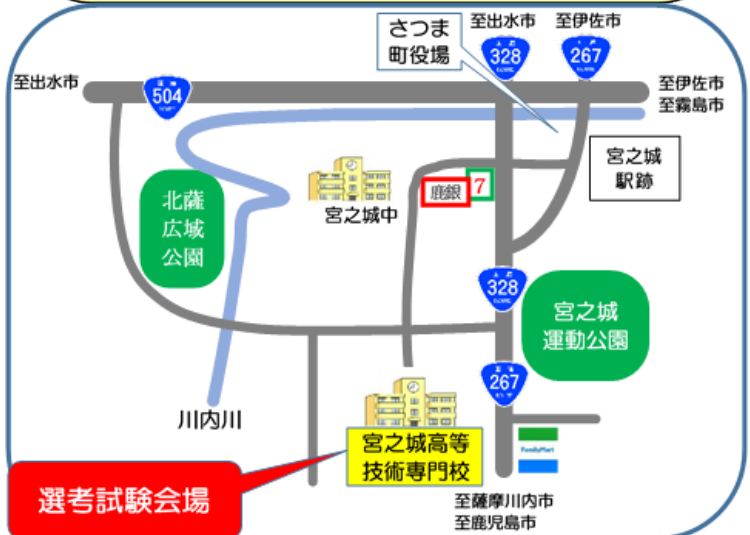 さつま
町役場
至出水市
至伊佐市
328
267
至出水市
504
至伊佐市
至霧島市
宮之城
駅跡
鹿銀
7
宮之城中
北薩
広域
公園
328
宮之城
運動公園
267
川内川
宮之城高等
技術専門校
FamilyMart
選考試験会場
至薩摩川内市
至鹿児島市